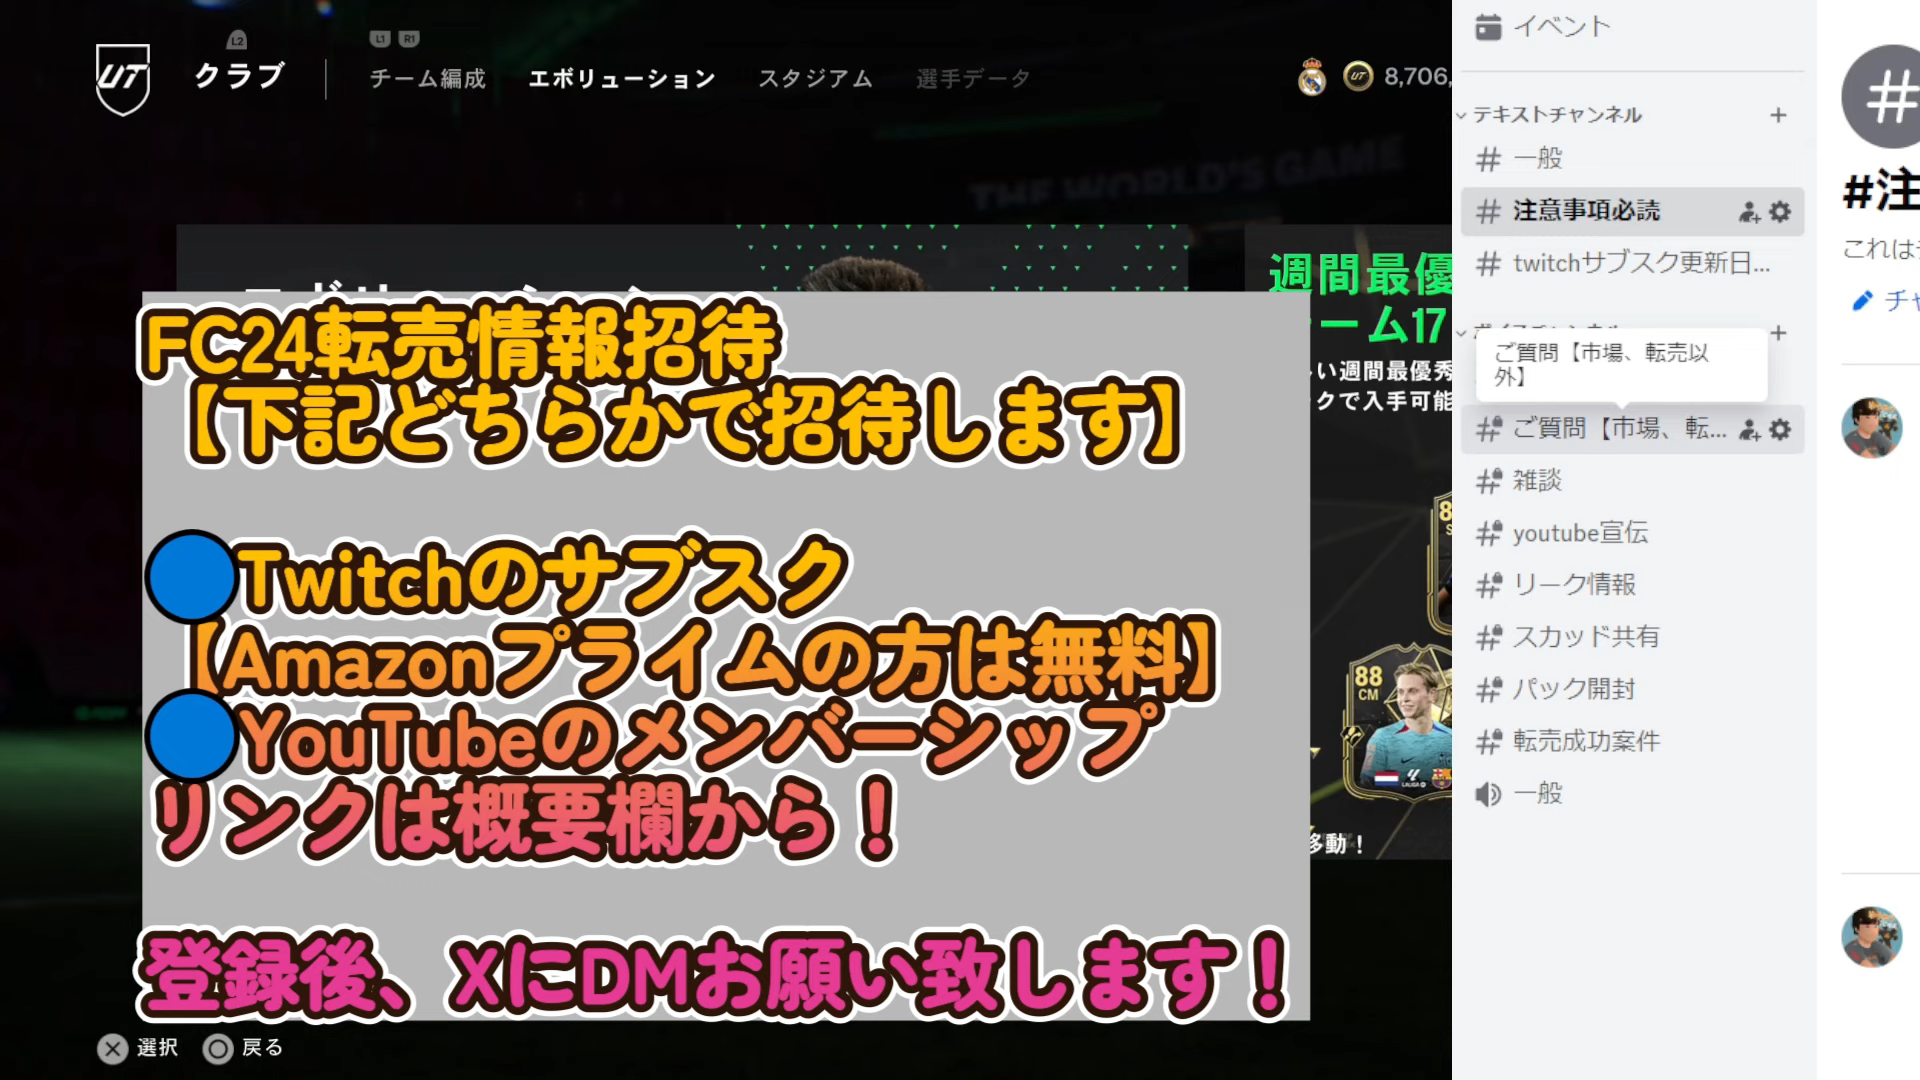 UT
L2
クラブ
L1 R1
チーム編成
エボリューション
スタジアム
選手データ
UT
8,706,
THE WORLD'S GAME
週間最優
ーム17
い週間最優秀
クで入手可能
FC24転売情報招待
【下記どちらかで招待します】
🔵Twitchのサブスク
【Amazonプライムの方は無料】
🔵YouTubeのメンバーシップ
リンクは概要欄から！
登録後、XにDMお願い致します！
88
CM
移動！
選択
戻る
イベント
テキストチャンネル
一般
注意事項必読
twitchサブスク更新日...
ご質問【市場、転売以
外】
ご質問【市場、転...
雑談
youtube宣伝
リーク情報
スカッド共有
パック開封
転売成功案件
一般
#注
これは
チャ